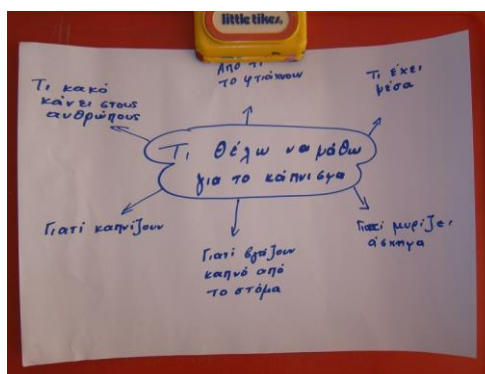 little tikes
Από τι
το φτιάχνουν
Τι κακό
κάνει στους
ανθρώπους
Τι έχει
μέσα
Τι θέλω να μάθω
για το κάπνισμα
Γιατί καπνίζουν
Γιατί βγάζουν
καπνό από
το στόμα
Γιατί μυρίζει
άσχημα